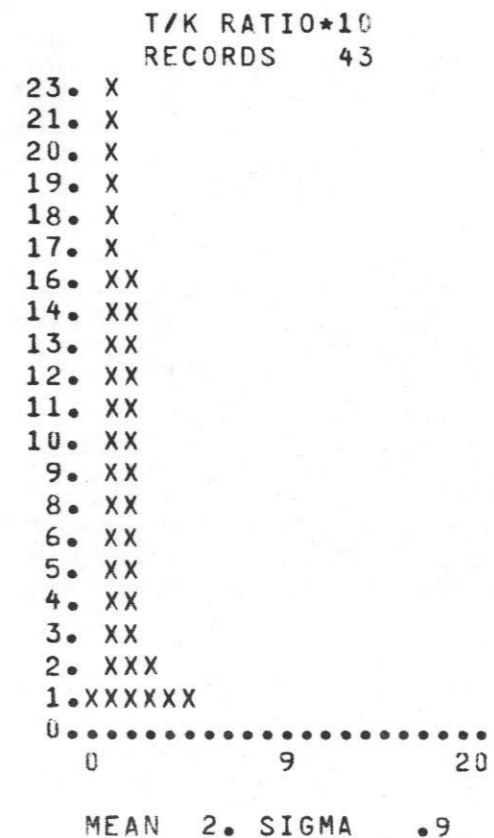 T/K RATIO*10
RECORDS 43
23. X
21. X
20. X
19. X
18. X
17. X
16. XX
14. XX
13. XX
12. XX
11. XX
10. XX
9. XX
8. XX
6. XX
5. XX
4. XX
3. XX
2. XXX
1.XXXXXX
0.....................
0 9 20
MEAN 2. SIGMA .9